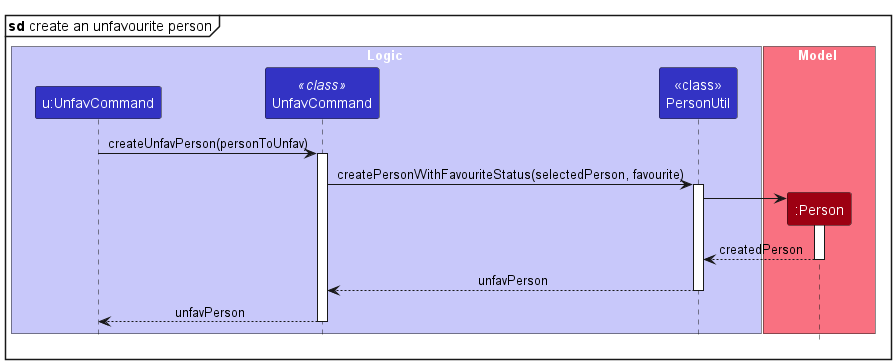 sd create an unfavourite person
Logic
Model
u:UnfavCommand
«class»
UnfavCommand
«class»
PersonUtil
createUnfavPerson(personToUnfav)
createPersonWithFavouriteStatus(selectedPerson, favourite)
:Person
createdPerson
unfavPerson
unfavPerson